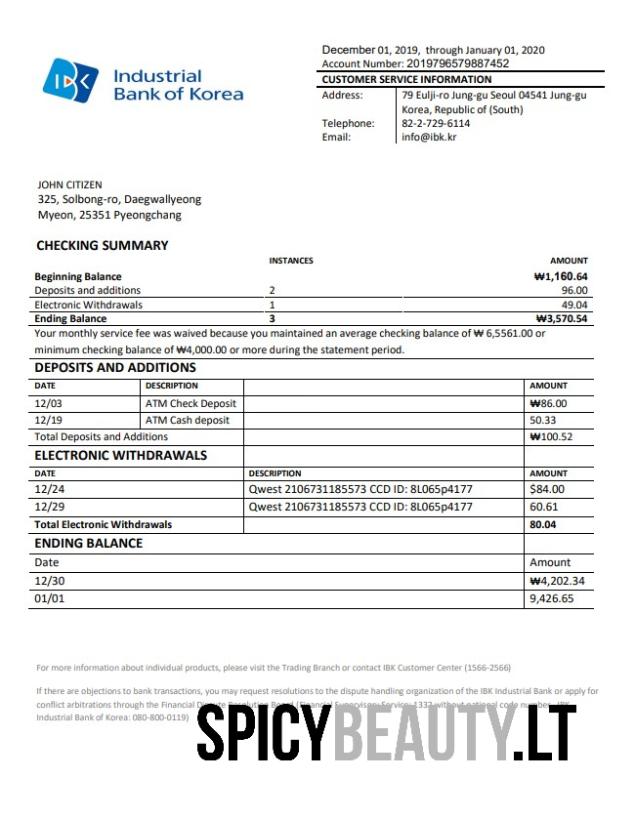 December 01, 2019, through January 01, 2020
Account Number: 2019796579887452
IBK Industrial
Bank of Korea
CUSTOMER SERVICE INFORMATION
Address: 79 Eulji-ro Jung-gu Seoul 04541 Jung-gu
Korea, Republic of (South)
Telephone: 82-2-729-6114
Email: info@ibk.kr
JOHN CITIZEN
325, Solbong-ro, Daegwallyeong
Myeon, 25351 Pyeongchang
CHECKING SUMMARY
INSTANCES AMOUNT
Beginning Balance ₩1,160.64
Deposits and additions 2 96.00
Electronic Withdrawals 1 49.04
Ending Balance 3 ₩3,570.54
Your monthly service fee was waived because you maintained an average checking balance of ₩ 6,5561.00 or
minimum checking balance of ₩4,000.00 or more during the statement period.
DEPOSITS AND ADDITIONS
DATE DESCRIPTION AMOUNT
12/03 ATM Check Deposit ₩86.00
12/19 ATM Cash deposit 50.33
Total Deposits and Additions ₩100.52
ELECTRONIC WITHDRAWALS
DATE DESCRIPTION AMOUNT
12/24 Qwest 2106731185573 CCD ID: 8L065p4177 $84.00
12/29 Qwest 2106731185573 CCD ID: 8L065p4177 60.61
Total Electronic Withdrawals 80.04
ENDING BALANCE
Date Amount
12/30 ₩4,202.34
01/01 9,426.65
For more information about individual products, please visit the Trading Branch or contact IBK Customer Center (1566-2566)
If there are objections to bank transactions, you may request resolutions to the dispute handling organization of the IBK Industrial Bank or apply for
conflict arbitrations through the Financial Dispute Resolution Board (Financial Supervisory Service: 1332 without national code number, IBK
Industrial Bank of Korea: 080-800-0119)
SPICYBEAUTY.LT